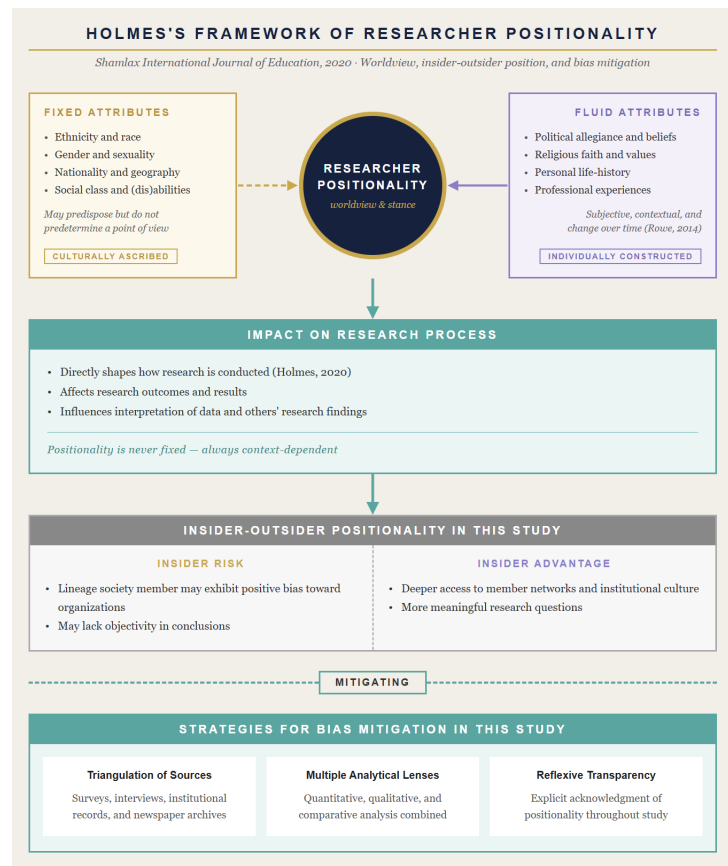 HOLMES'S FRAMEWORK OF RESEARCHER POSITIONALITY
Shamlax International Journal of Education, 2020 · Worldview, insider-outsider position, and bias mitigation
FIXED ATTRIBUTES
• Ethnicity and race
• Gender and sexuality
• Nationality and geography
• Social class and (dis)abilities
May predispose but do not
predetermine a point of view
CULTURALLY ASCRIBED
RESEARCHER
POSITIONALITY
worldview & stance
FLUID ATTRIBUTES
• Political allegiance and beliefs
• Religious faith and values
• Personal life-history
• Professional experiences
Subjective, contextual, and
change over time (Rowe, 2014)
INDIVIDUALLY CONSTRUCTED
IMPACT ON RESEARCH PROCESS
• Directly shapes how research is conducted (Holmes, 2020)
• Affects research outcomes and results
• Influences interpretation of data and others' research findings
Positionality is never fixed — always context-dependent
INSIDER-OUTSIDER POSITIONALITY IN THIS STUDY
INSIDER RISK
• Lineage society member may exhibit positive bias toward
organizations
• May lack objectivity in conclusions
INSIDER ADVANTAGE
• Deeper access to member networks and institutional culture
• More meaningful research questions
MITIGATING
STRATEGIES FOR BIAS MITIGATION IN THIS STUDY
Triangulation of Sources
Surveys, interviews, institutional
records, and newspaper archives
Multiple Analytical Lenses
Quantitative, qualitative, and
comparative analysis combined
Reflexive Transparency
Explicit acknowledgment of
positionality throughout study